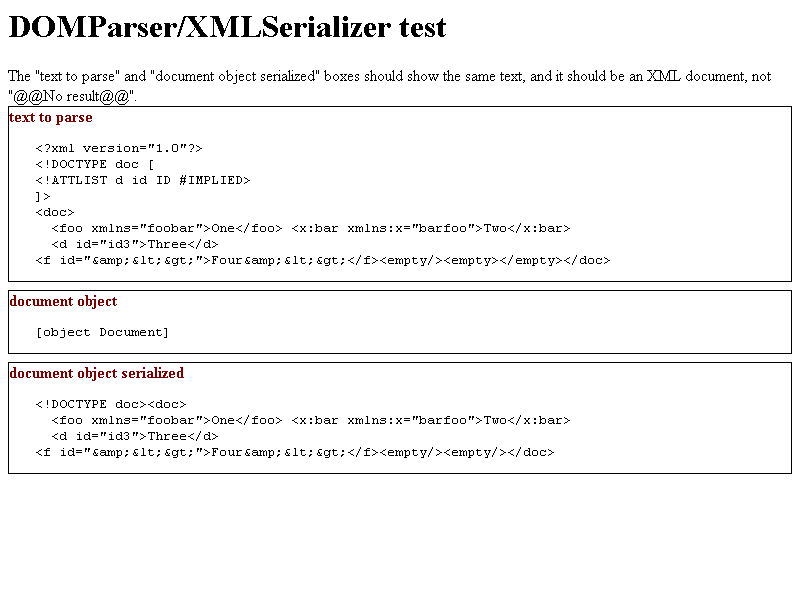 DOMParser/XMLSerializer test
The "text to parse" and "document object serialized" boxes should show the same text, and it should be an XML document, not
"@@No result@@".
text to parse
<?xml version="1.0"?>
<!DOCTYPE doc [
<!ATTLIST d id ID #IMPLIED>
]>
<doc>
  <foo xmlns="foobar">One</foo> <x:bar xmlns:x="barfoo">Two</x:bar>
  <d id="id3">Three</d>
<f id="&amp;&lt;&gt;">Four&amp;&lt;&gt;</f><empty/><empty></empty></doc>
document object
[object Document]
document object serialized
<!DOCTYPE doc><doc>
  <foo xmlns="foobar">One</foo> <x:bar xmlns:x="barfoo">Two</x:bar>
  <d id="id3">Three</d>
<f id="&amp;&lt;&gt;">Four&amp;&lt;&gt;</f><empty/><empty/></doc>